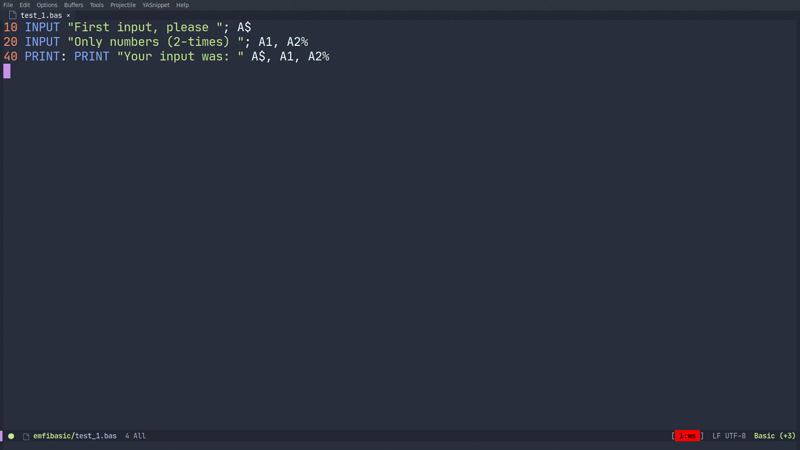 File Edit Options Buffers Tools Projectile YASnippet Help
test_1.bas ×
10 INPUT "First input, please "; A$
20 INPUT "Only numbers (2-times) "; A1, A2%
40 PRINT: PRINT "Your input was: " A$, A1, A2%
emfibasic/test_1.bas 4 All [1:ws ] LF UTF-8 Basic (+3)